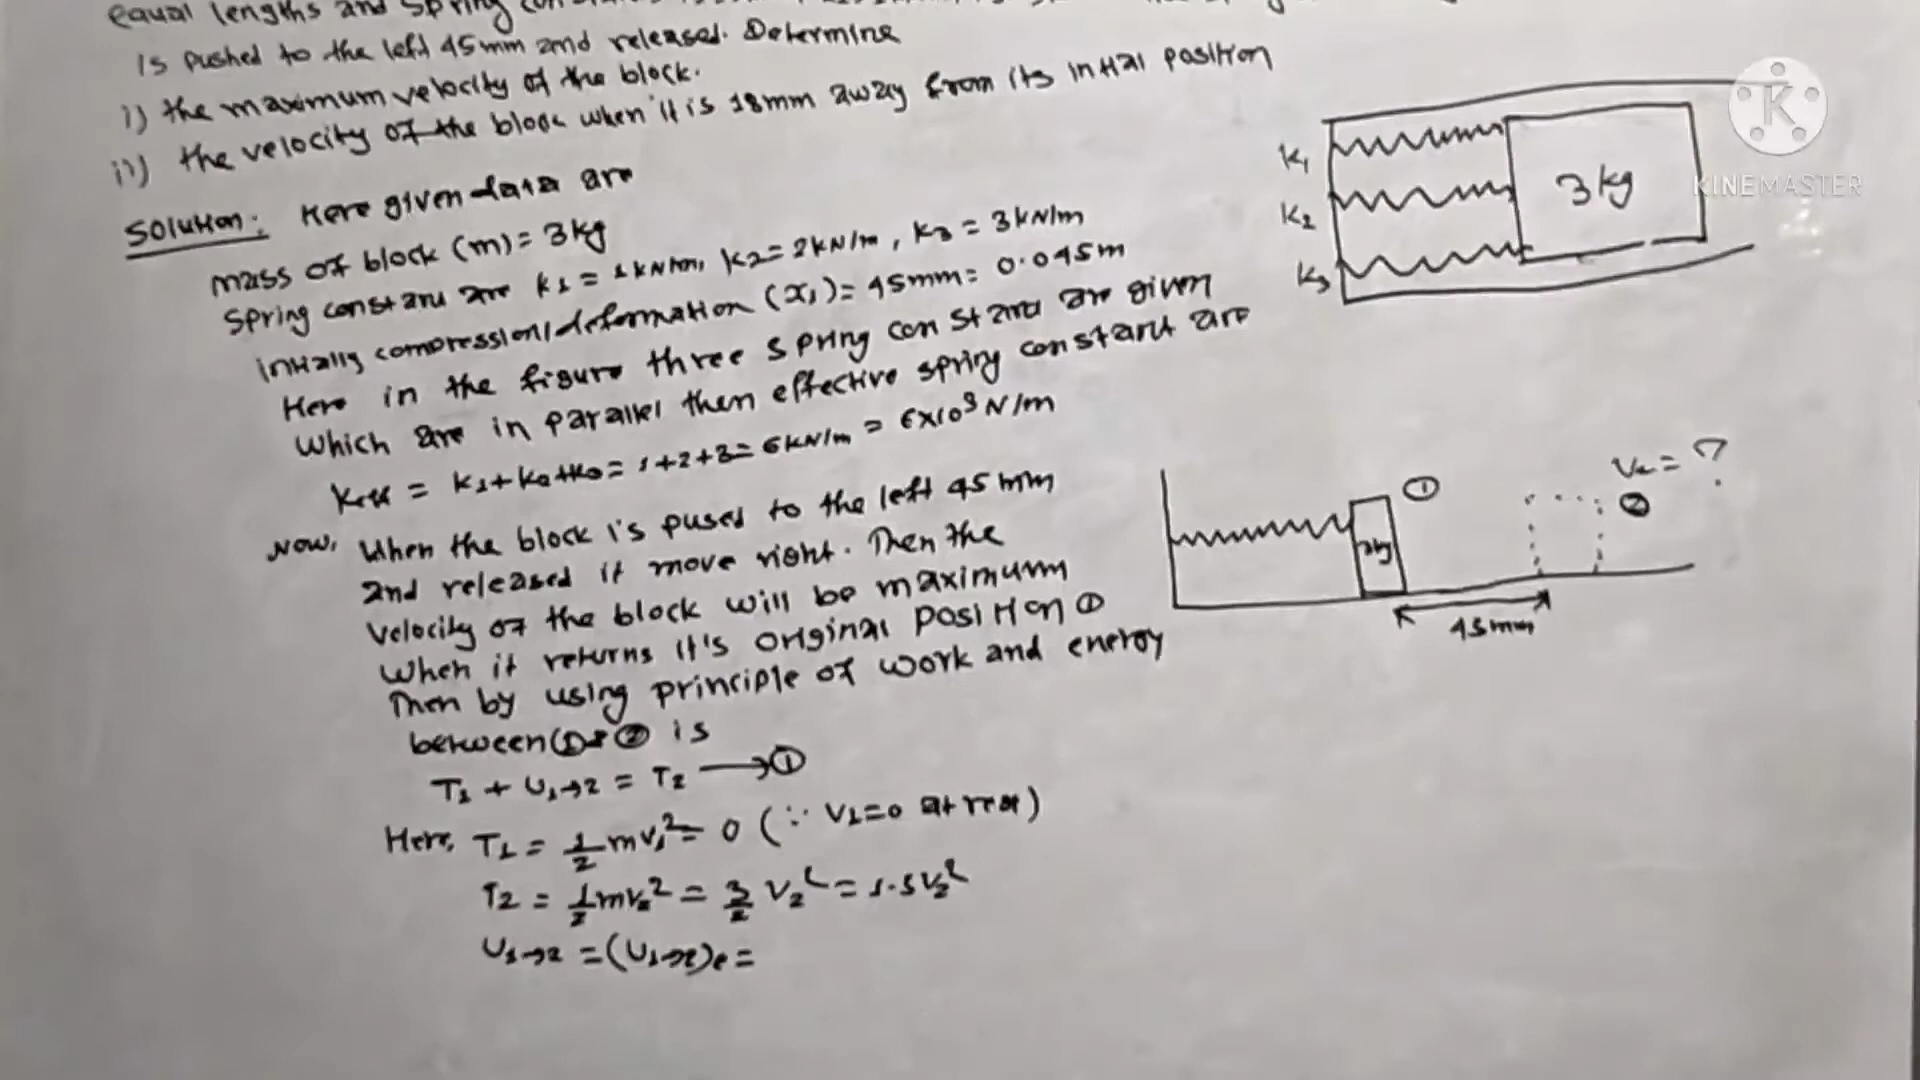 equal lengths and spring
is pushed to the left 45mm and released. Determine
i) the maximum velocity of the block.
ii) the velocity of the block when it is 18mm away from its initial position
Solution: Here given data are
mass of block (m) = 3kg
spring constant are k1 = 1kN/m, k2 = 2kN/m, k3 = 3kN/m
initially compression/deformation (x1) = 45mm = 0.045m
Here in the figure three spring constant are given
which are in parallel then effective spring constant are
keff = k1+k2+k3 = 1+2+3 = 6kN/m = 6×10³ N/m
Now, when the block is pused to the left 45mm
and released it move right. Then the
velocity of the block will be maximum
when it returns it's original position ①
Then by using principle of work and energy
between ① & ② is
T1 + U1→2 = T2 → ①
Here, T1 = 1/2 mv1² = 0 (∵ V1=0 at rest)
T2 = 1/2 mv2² = 3/2 V2² = 1.5V2²
U1→2 = (U1→2)e =
K1
K2
K3
3kg
KINEMASTER
①
②
3kg
45mm